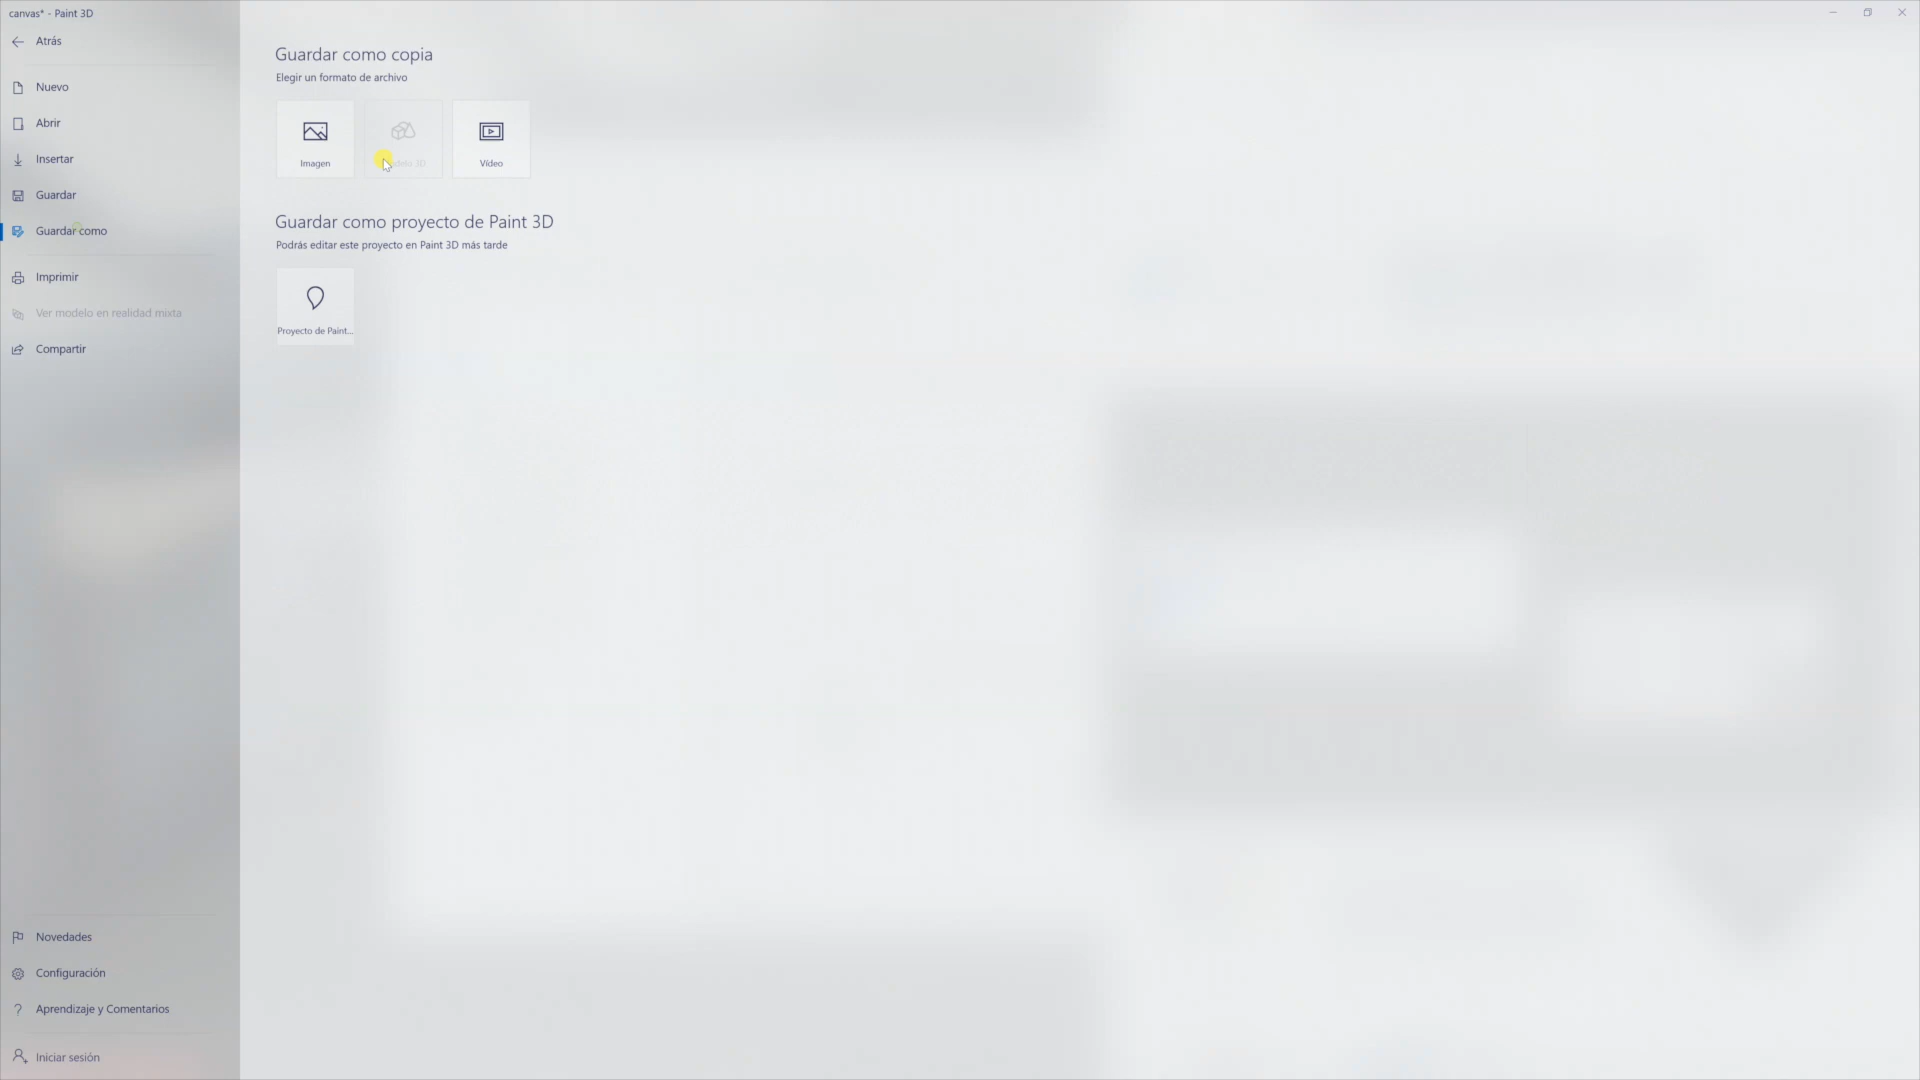 canvas* - Paint 3D
Atrás
Nuevo
Abrir
Insertar
Guardar
Guardar como
Imprimir
Ver modelo en realidad mixta
Compartir
Guardar como copia
Elegir un formato de archivo
Imagen
3D
Vídeo
Guardar como proyecto de Paint 3D
Podrás editar este proyecto en Paint 3D más tarde
Proyecto de Paint...
Novedades
Configuración
Aprendizaje y Comentarios
Iniciar sesión